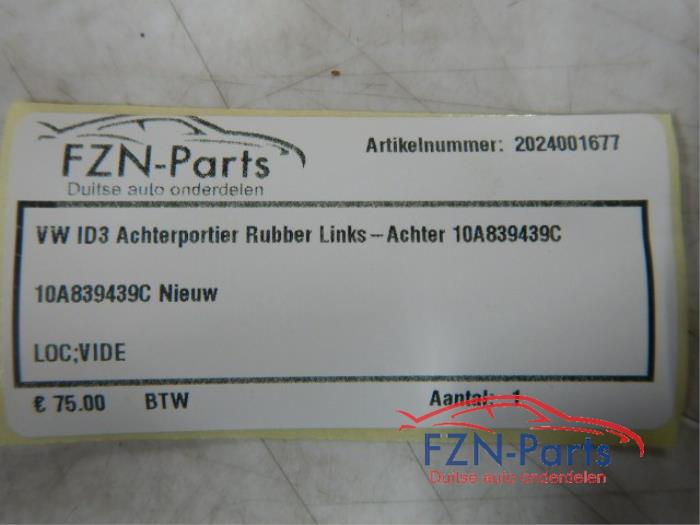 FZN-Parts
Duitse auto onderdelen
Artikelnummer: 2024001677
VW ID3 Achterportier Rubber Links-Achter 10A839439C
10A839439C Nieuw
LOC;VIDE
€ 75.00 BTW Aantal: 1
FZN-Parts
Duitse auto onderdelen